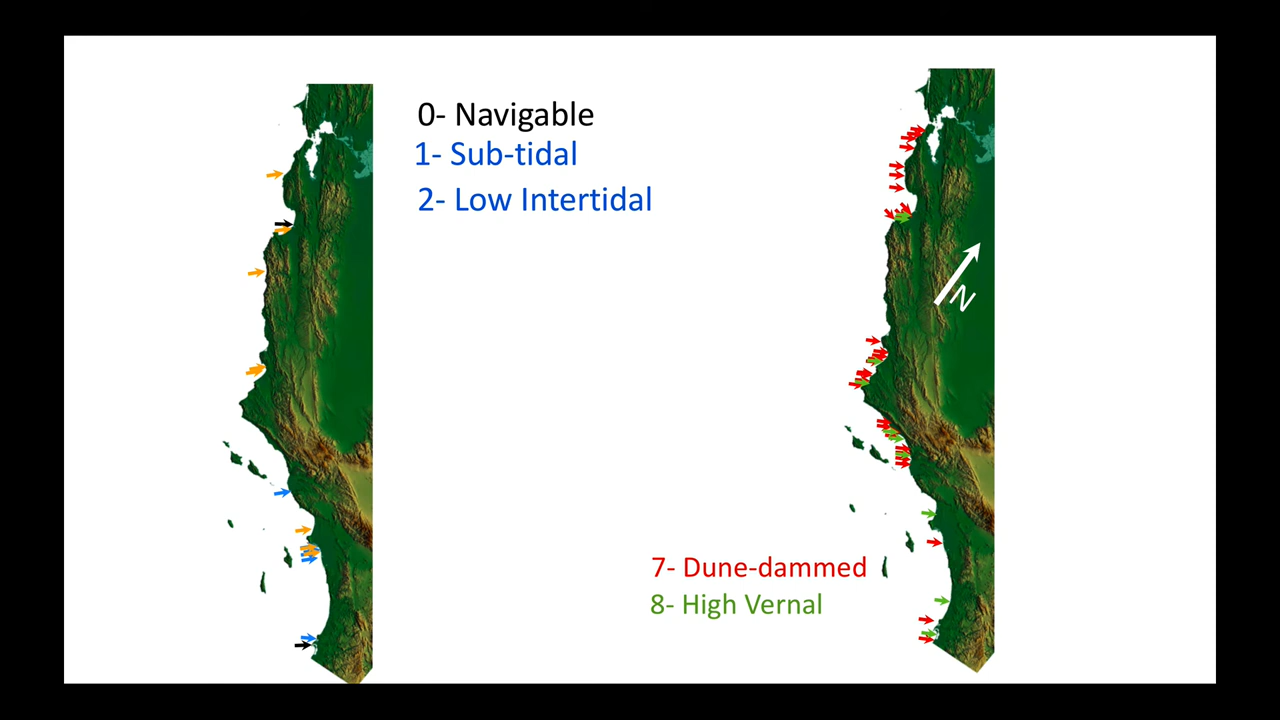 0- Navigable
1- Sub-tidal
2- Low Intertidal
N
7- Dune-dammed
8- High Vernal